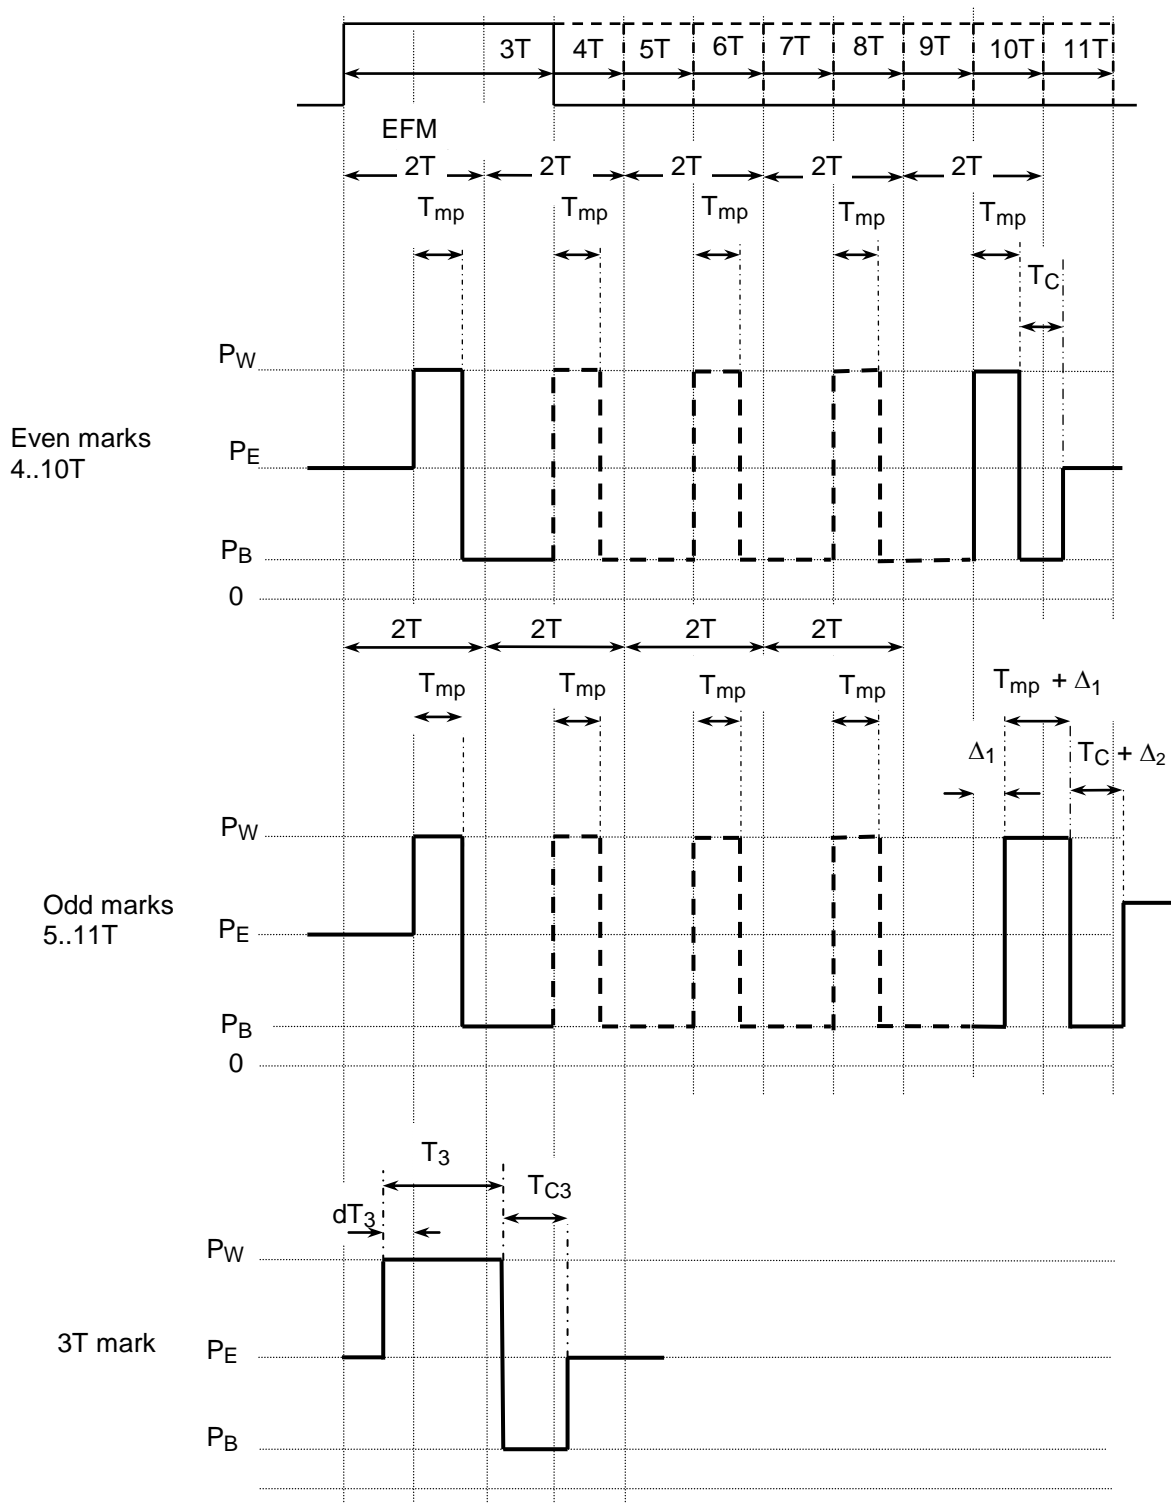 3T 4T 5T 6T 7T 8T 9T 10T 11T
EFM
2T 2T 2T 2T 2T
Tmp Tmp Tmp Tmp Tmp
TC
PW
Even marks
4..10T
PE
PB
0
2T 2T 2T 2T
Tmp Tmp Tmp Tmp Tmp + Δ1
Δ1 TC + Δ2
PW
Odd marks
5..11T
PE
PB
0
T3
TC3
dT3
PW
3T mark
PE
PB